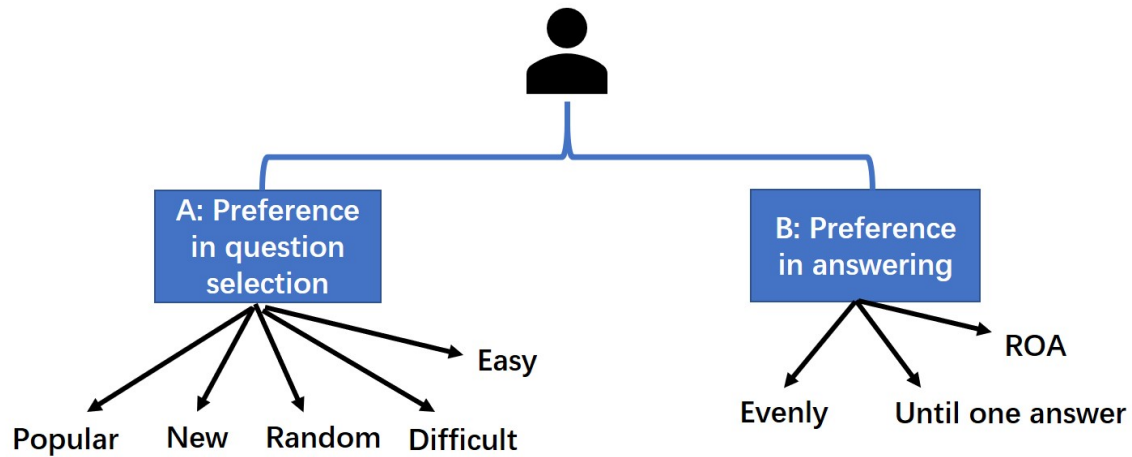 A: Preference
in question
selection
B: Preference
in answering
Easy
Popular
New
Random
Difficult
ROA
Evenly
Until one answer